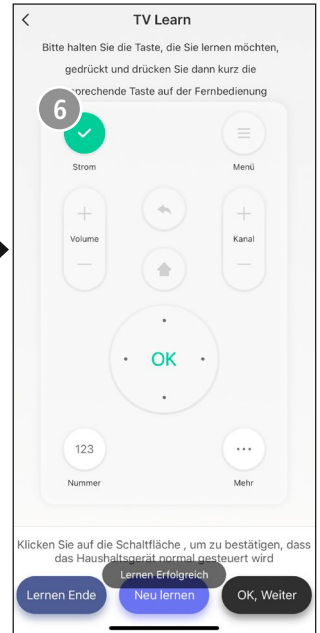 TV Learn
Bitte halten Sie die Taste, die Sie lernen möchten,
gedrückt und drücken Sie dann kurz die
sprechende Taste auf der Fernbedienung
6
Strom
Menü
Volume
Kanal
OK
123
Nummer
Mehr
Klicken Sie auf die Schaltfläche , um zu bestätigen, dass
das Haushaltsgerät normal gesteuert wird
Lernen Erfolgreich
Lernen Ende
Neu lernen
OK, Weiter